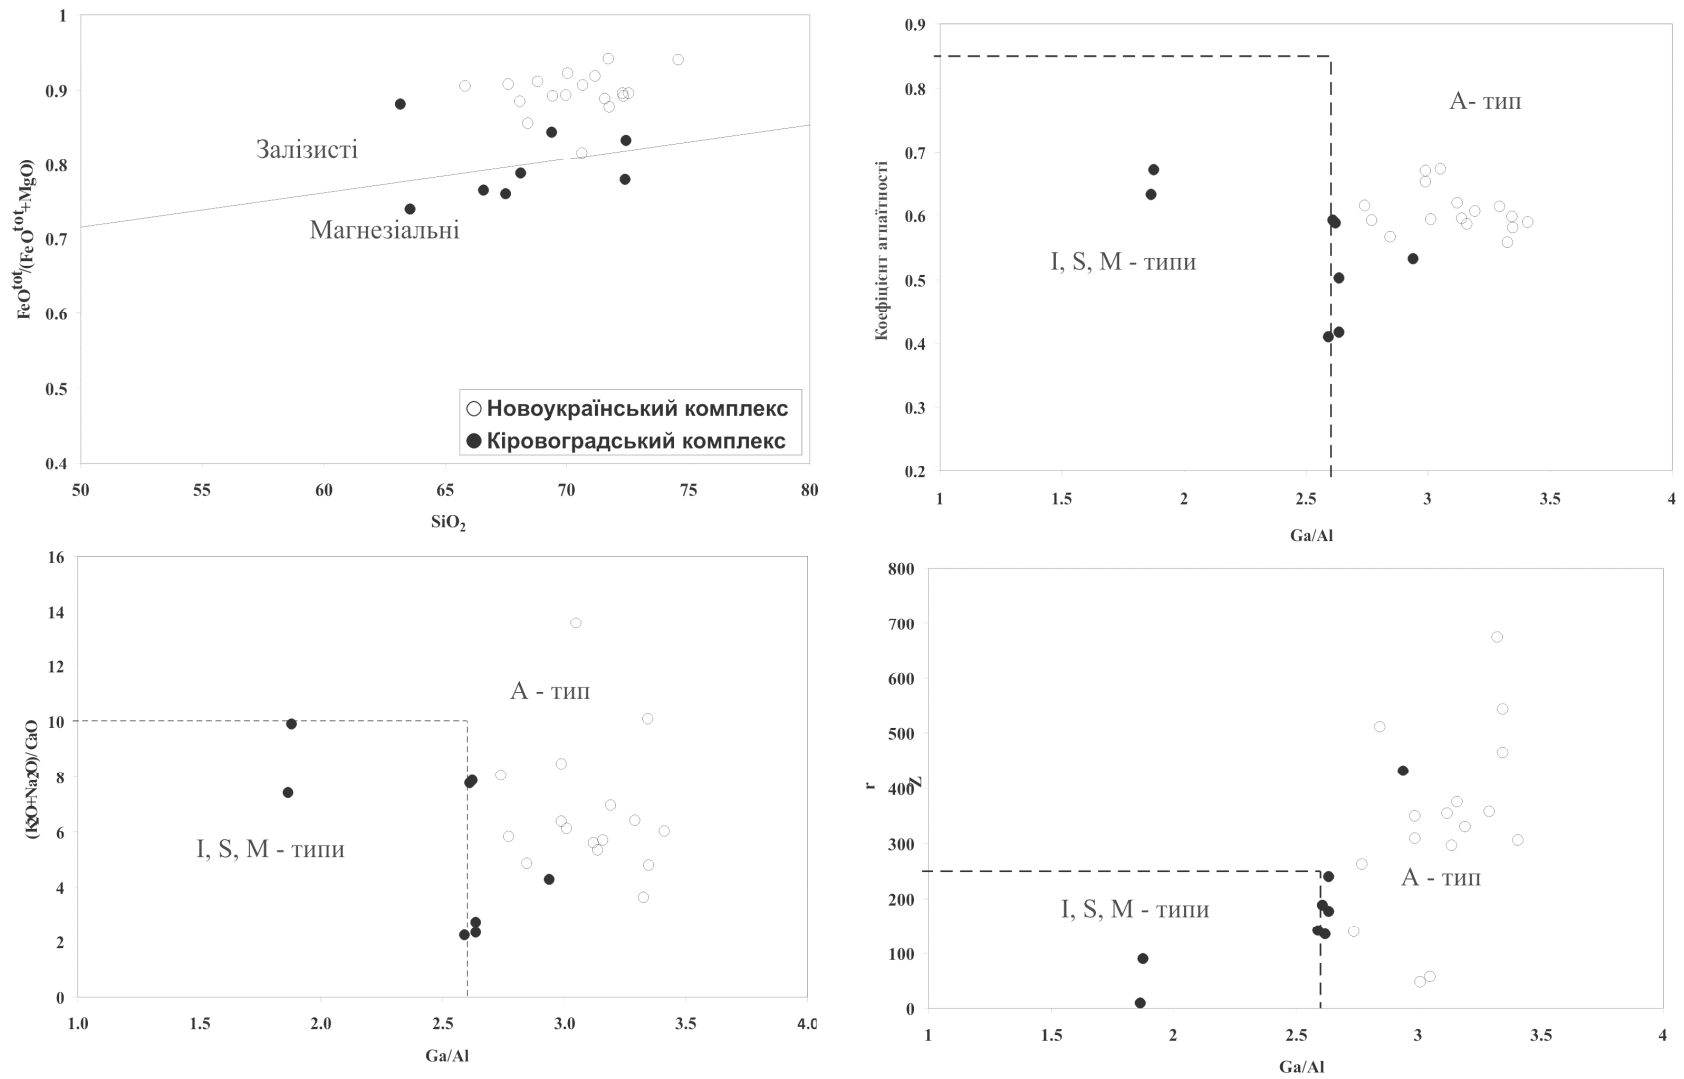 1
0.9
0.8
0.7
0.6
0.5
0.4
50 55 60 65 70 75 80
FeOtot/(FeOtot+MgO)
SiO2
Залізисті
Магнезіальні
Новоукраїнський комплекс
Кіровоградський комплекс
0.9
0.8
0.7
0.6
0.5
0.4
0.3
0.2
1 1.5 2 2.5 3 3.5 4
Коефіцієнт агпаїтності
Ga/Al
А- тип
I, S, M - типи
16
14
12
10
8
6
4
2
0
1.0 1.5 2.0 2.5 3.0 3.5 4.0
(K2O+Na2O)/CaO
Ga/Al
А - тип
I, S, M - типи
800
700
600
500
400
300
200
100
0
1 1.5 2 2.5 3 3.5 4
Zr
Ga/Al
А - тип
I, S, M - типи